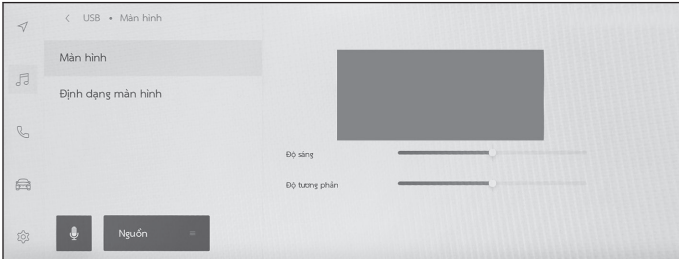 USB • Màn hình
Màn hình
Định dạng màn hình
Độ sáng
Độ tương phản
Nguồn